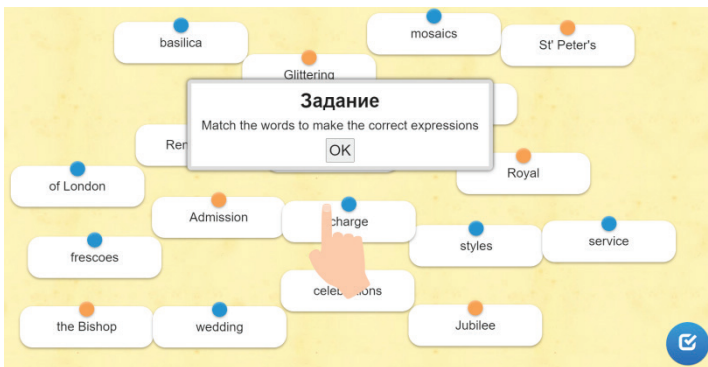 basilica
mosaics
St' Peter's
Glittering
Задание
Match the words to make the correct expressions
OK
Royal
of London
Admission
charge
styles
service
frescoes
the Bishop
wedding
Jubilee